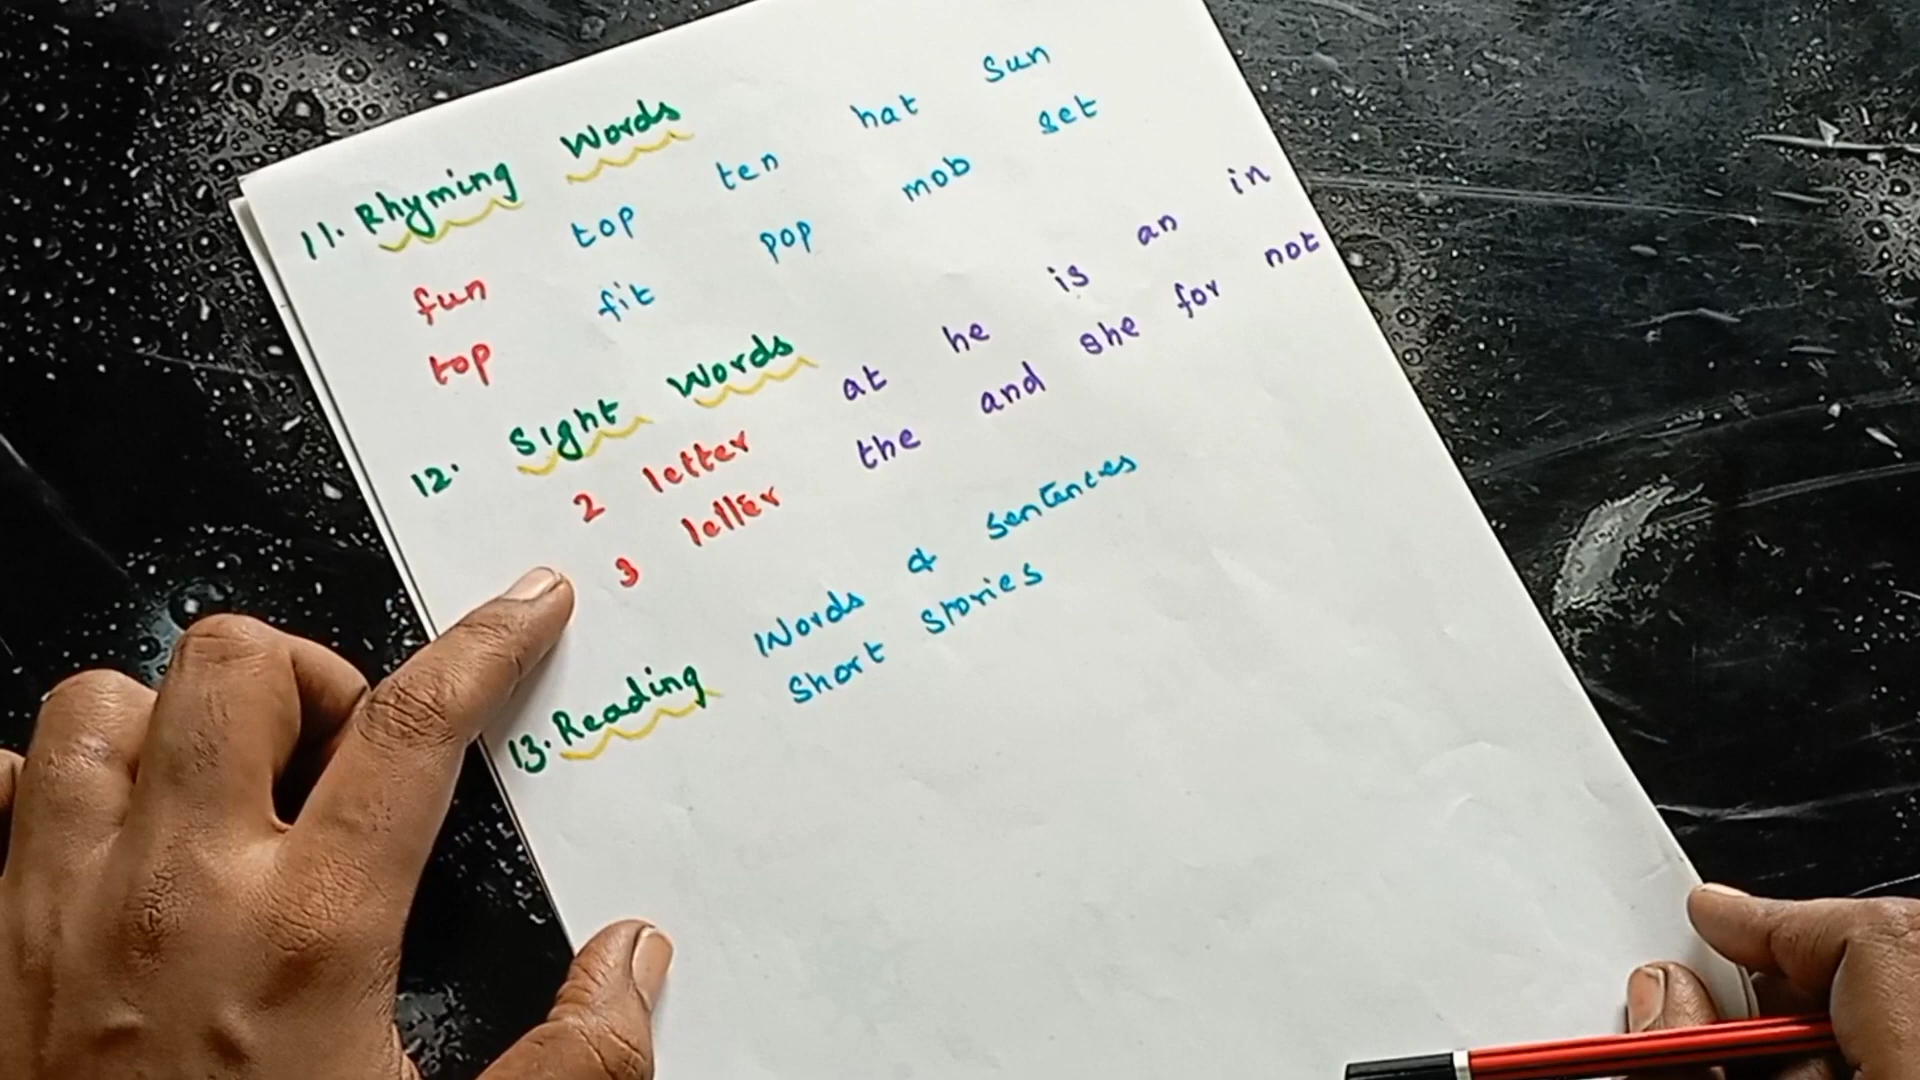 11. Rhyming Words
fun top ten hat sun
top fit pop mob set
12. Sight Words
2 letter at he is an in
3 letter the and she for not
13. Reading Words & sentences
Short stories